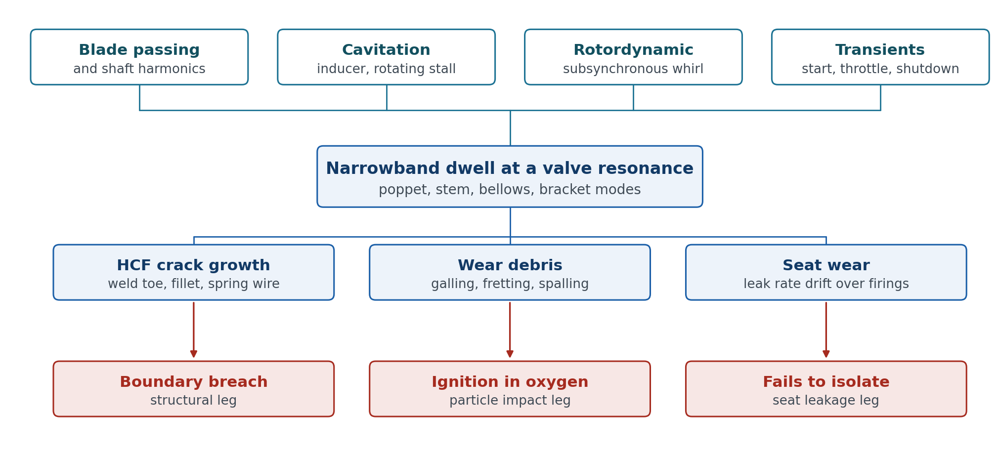 Blade passing
and shaft harmonics
Cavitation
inducer, rotating stall
Rotordynamic
subsynchronous whirl
Transients
start, throttle, shutdown
Narrowband dwell at a valve resonance
poppet, stem, bellows, bracket modes
HCF crack growth
weld toe, fillet, spring wire
Wear debris
galling, fretting, spalling
Seat wear
leak rate drift over firings
Boundary breach
structural leg
Ignition in oxygen
particle impact leg
Fails to isolate
seat leakage leg